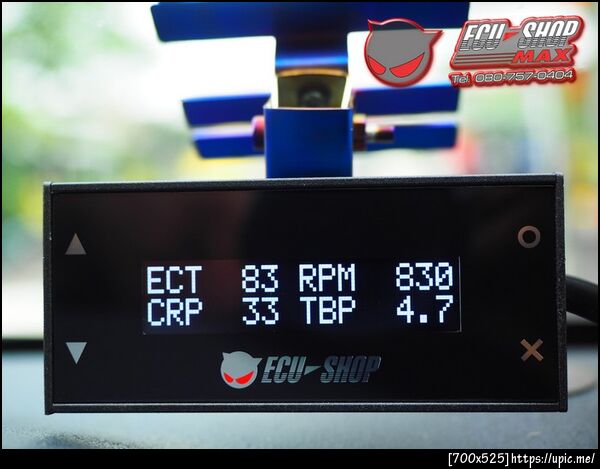 ECU-SHOP
MAX
Tel. 080-757-0404
ECT 83 RPM 830
CRP 33 TBP 4.7
ECU-SHOP
[700x525]https://upic.me/